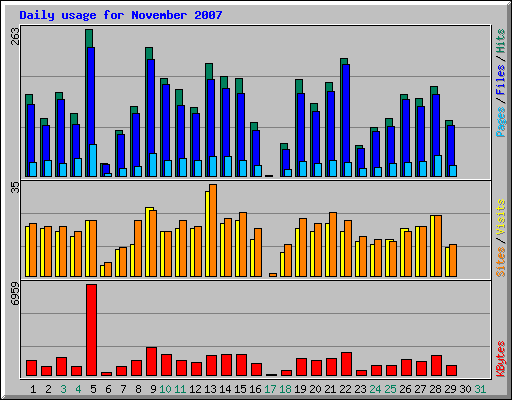 Daily usage for November 2007
263
Pages / Files / Hits
35
Sites / Visits
6959
KBytes
1 2 3 4 5 6 7 8 9 10 11 12 13 14 15 16 17 18 19 20 21 22 23 24 25 26 27 28 29 30 31